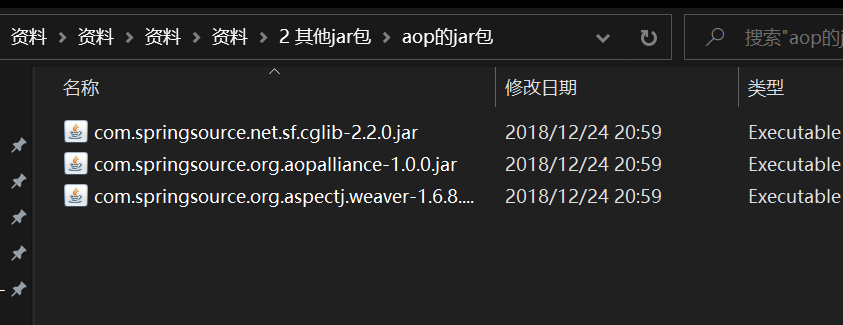 资料 > 资料 > 资料 > 资料 > 2 其他jar包 > aop的jar包
搜索"aop的j
名称 修改日期 类型
com.springsource.net.sf.cglib-2.2.0.jar 2018/12/24 20:59 Executable
com.springsource.org.aopalliance-1.0.0.jar 2018/12/24 20:59 Executable
com.springsource.org.aspectj.weaver-1.6.8.... 2018/12/24 20:59 Executable